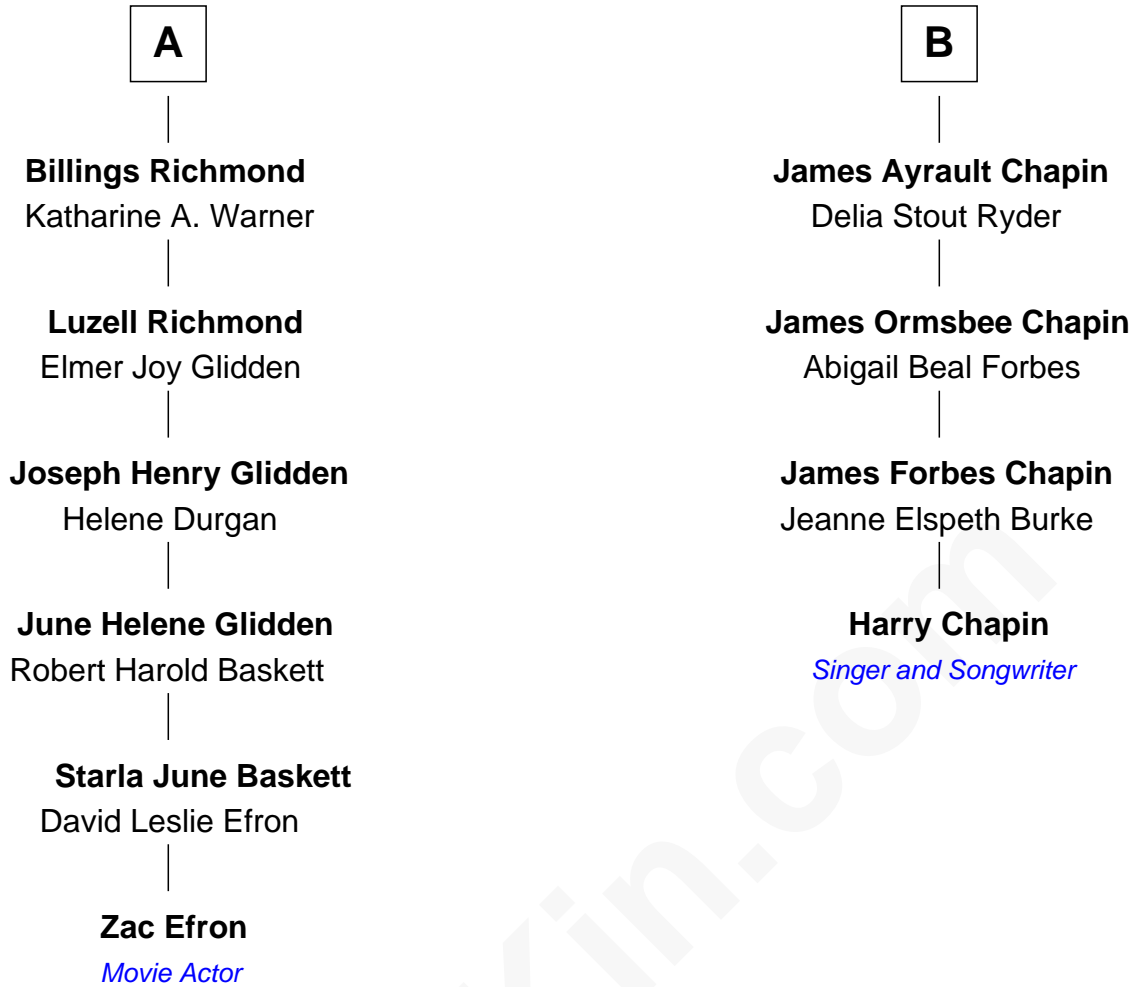 A
Billings Richmond
Katharine A. Warner
Luzell Richmond
Elmer Joy Glidden
Joseph Henry Glidden
Helene Durgan
June Helene Glidden
Robert Harold Baskett
Starla June Baskett
David Leslie Efron
Zac Efron
Movie Actor
B
James Ayrault Chapin
Delia Stout Ryder
James Ormsbee Chapin
Abigail Beal Forbes
James Forbes Chapin
Jeanne Elspeth Burke
Harry Chapin
Singer and Songwriter
Kin.com